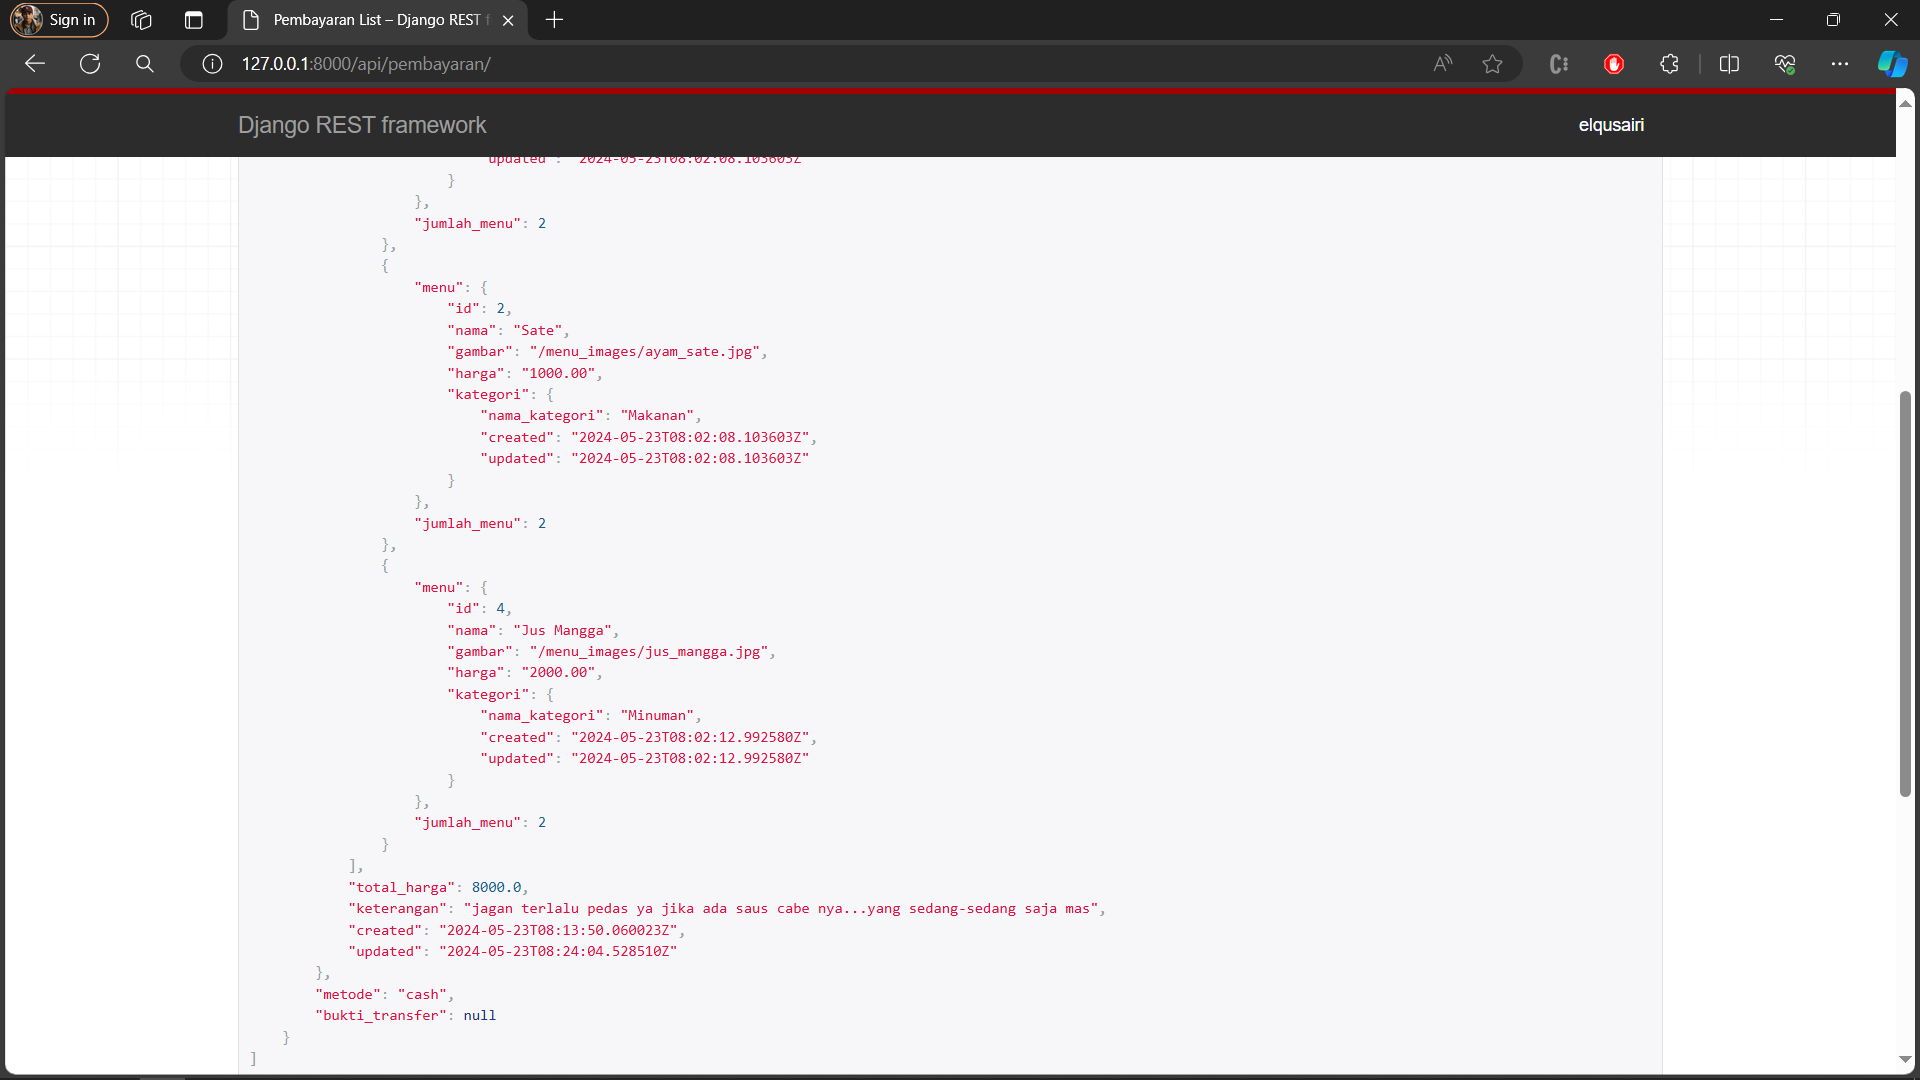 Sign in
Pembayaran List – Django REST f
127.0.0.1:8000/api/pembayaran/
Django REST framework
elqusairi
"updated": "2024-05-23T08:02:08.103603Z"
}
},
"jumlah_menu": 2
},
{
"menu": {
"id": 2,
"nama": "Sate",
"gambar": "/menu_images/ayam_sate.jpg",
"harga": "1000.00",
"kategori": {
"nama_kategori": "Makanan",
"created": "2024-05-23T08:02:08.103603Z",
"updated": "2024-05-23T08:02:08.103603Z"
}
},
"jumlah_menu": 2
},
{
"menu": {
"id": 4,
"nama": "Jus Mangga",
"gambar": "/menu_images/jus_mangga.jpg",
"harga": "2000.00",
"kategori": {
"nama_kategori": "Minuman",
"created": "2024-05-23T08:02:12.992580Z",
"updated": "2024-05-23T08:02:12.992580Z"
}
},
"jumlah_menu": 2
}
],
"total_harga": 8000.0,
"keterangan": "jagan terlalu pedas ya jika ada saus cabe nya...yang sedang-sedang saja mas",
"created": "2024-05-23T08:13:50.060023Z",
"updated": "2024-05-23T08:24:04.528510Z"
},
"metode": "cash",
"bukti_transfer": null
}
]